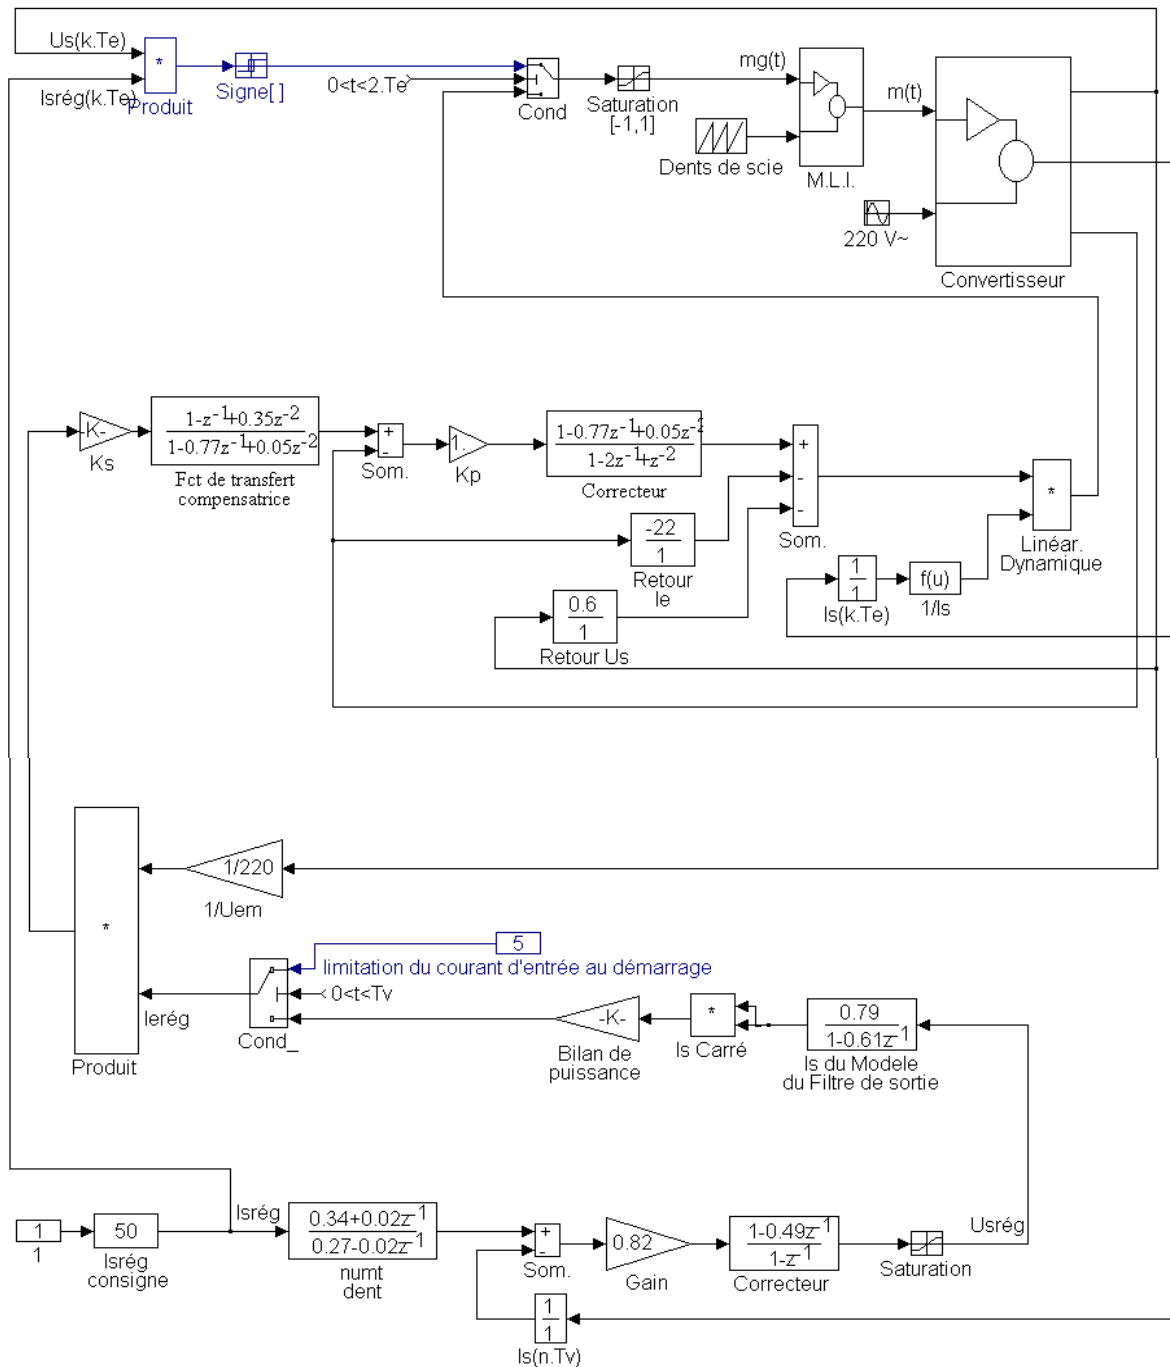 Us(k.Te)
Isrég(k.Te)
*
Produit
Signe[ ]
0<t<2.Te
Cond
Saturation
[-1,1]
mg(t)
Dents de scie
M.L.I.
m(t)
220 V~
Convertisseur
-K-
Ks
1-z⁻¹+0.35z⁻²
1-0.77z⁻¹+0.05z⁻²
Fct de transfert
compensatrice
+
-
Som.
1.
Kp
1-0.77z⁻¹+0.05z⁻²
1-2z⁻¹+z⁻²
Correcteur
+
-
-
Som.
-22
1
Retour
Ie
0.6
1
Retour Us
1
1
Is(k.Te)
f(u)
1/Is
*
Linéar.
Dynamique
1/220
1/Uem
*
Produit
Ierég
5
limitation du courant d'entrée au démarrage
0<t<Tv
Cond_
-K-
Bilan de
puissance
*
Is Carré
0.79
1-0.61z⁻¹
Is du Modele
du Filtre de sortie
1
1
50
Isrég
consigne
Isrég
0.34+0.02z⁻¹
0.27-0.02z⁻¹
numt
dent
+
-
Som.
0.82
Gain
1-0.49z⁻¹
1-z⁻¹
Correcteur
Saturation
Usrég
1
1
Is(n.Tv)